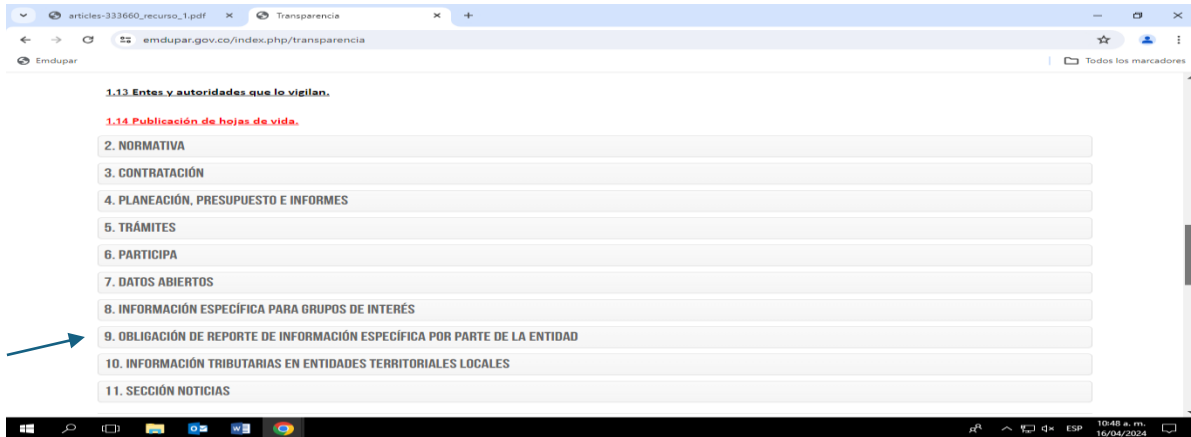 articles-333660_recurso_1.pdf
Transparencia
emdupar.gov.co/index.php/transparencia
Emdupar
Todos los marcadores
1.13 Entes y autoridades que lo vigilan.
1.14 Publicación de hojas de vida.
2. NORMATIVA
3. CONTRATACIÓN
4. PLANEACIÓN, PRESUPUESTO E INFORMES
5. TRÁMITES
6. PARTICIPA
7. DATOS ABIERTOS
8. INFORMACIÓN ESPECÍFICA PARA GRUPOS DE INTERÉS
9. OBLIGACIÓN DE REPORTE DE INFORMACIÓN ESPECÍFICA POR PARTE DE LA ENTIDAD
10. INFORMACIÓN TRIBUTARIAS EN ENTIDADES TERRITORIALES LOCALES
11. SECCIÓN NOTICIAS
ESP
10:48 a. m.
16/04/2024